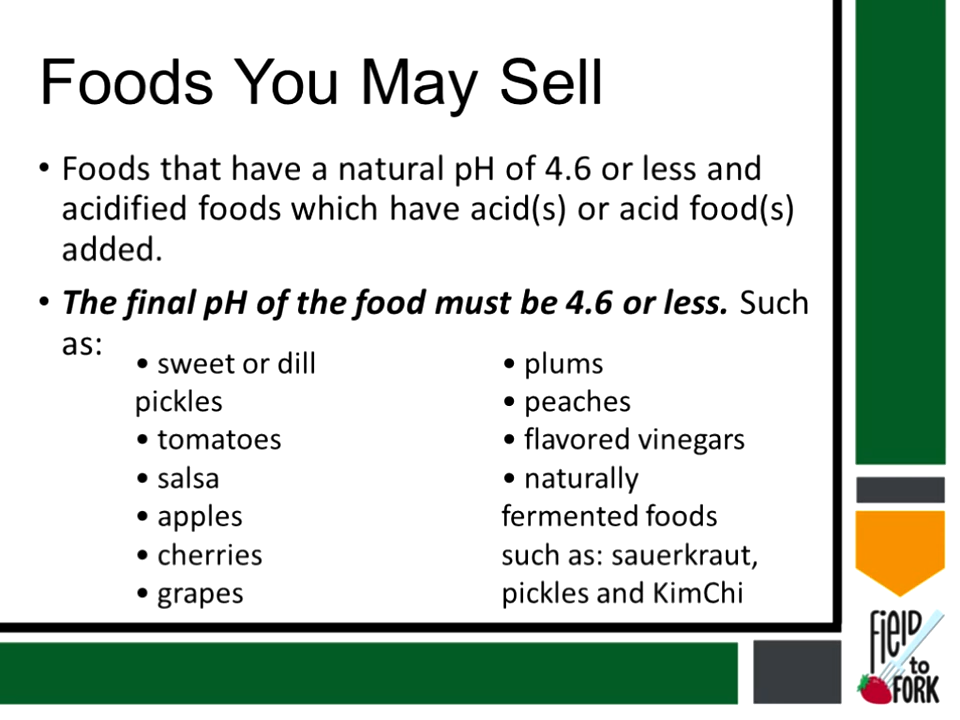 Foods You May Sell
• Foods that have a natural pH of 4.6 or less and
acidified foods which have acid(s) or acid food(s)
added.
• The final pH of the food must be 4.6 or less. Such
as:
• sweet or dill
pickles
• tomatoes
• salsa
• apples
• cherries
• grapes
• plums
• peaches
• flavored vinegars
• naturally
fermented foods
such as: sauerkraut,
pickles and KimChi
FIELD
to
FORK